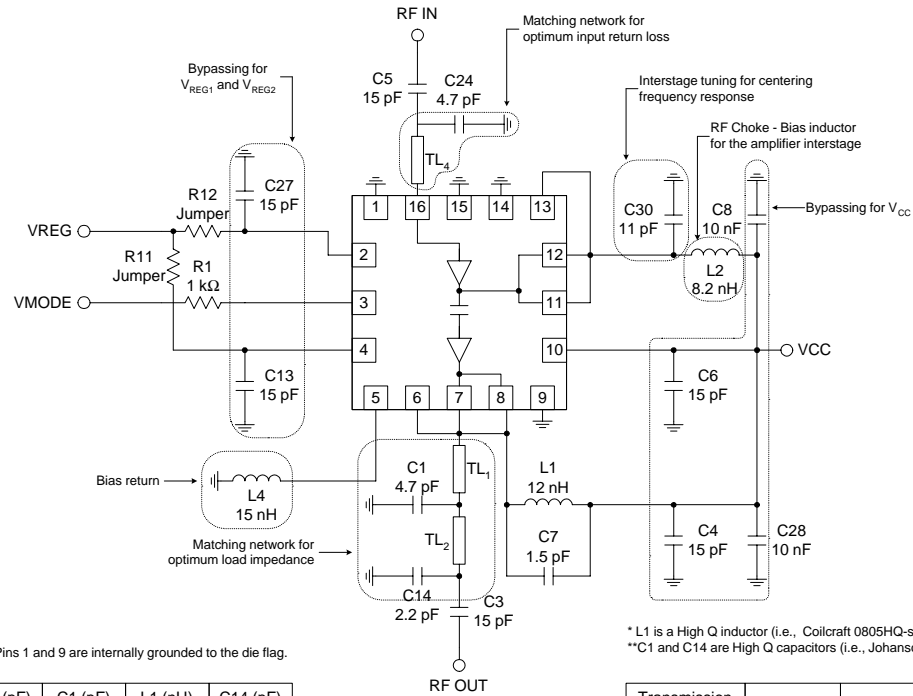 RF IN
Matching network for
optimum input return loss
Bypassing for
VREG1 and VREG2
C5
15 pF
C24
4.7 pF
Interstage tuning for centering
frequency response
RF Choke - Bias inductor
for the amplifier interstage
TL4
R12
Jumper
C27
15 pF
1
16
15
14
13
C30
11 pF
C8
10 nF
Bypassing for VCC
VREG
R11
Jumper
R1
1 kΩ
2
12
L2
8.2 nH
VMODE
3
11
4
10
VCC
C13
15 pF
C6
15 pF
5
6
7
8
9
Bias return
L4
15 nH
C1
4.7 pF
TL1
L1
12 nH
Matching network for
optimum load impedance
TL2
C7
1.5 pF
C4
15 pF
C28
10 nF
C14
2.2 pF
C3
15 pF
Pins 1 and 9 are internally grounded to the die flag.
* L1 is a High Q inductor (i.e., Coilcraft 0805HQ-s
**C1 and C14 are High Q capacitors (i.e., Johanso
RF OUT
(pF)
C1 (pF)
L1 (nH)
C14 (pF)
Transmission